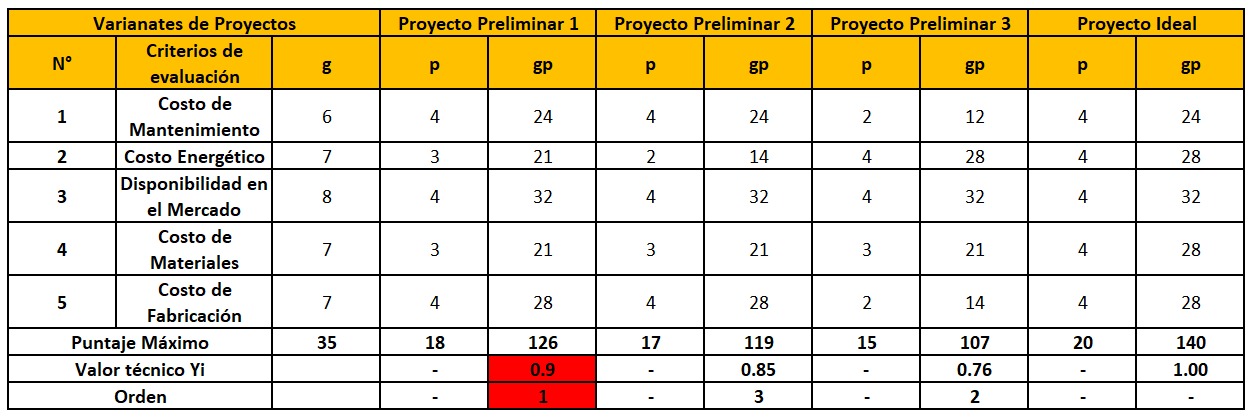 Varianates de Proyectos Proyecto Preliminar 1 Proyecto Preliminar 2 Proyecto Preliminar 3 Proyecto Ideal
N° Criterios de evaluación g p gp p gp p gp p gp
1 Costo de Mantenimiento 6 4 24 4 24 2 12 4 24
2 Costo Energético 7 3 21 2 14 4 28 4 28
3 Disponibilidad en el Mercado 8 4 32 4 32 4 32 4 32
4 Costo de Materiales 7 3 21 3 21 3 21 4 28
5 Costo de Fabricación 7 4 28 4 28 2 14 4 28
Puntaje Máximo 35 18 126 17 119 15 107 20 140
Valor técnico Yi - 0.9 - 0.85 - 0.76 - 1.00
Orden - 1 - 3 - 2 - -